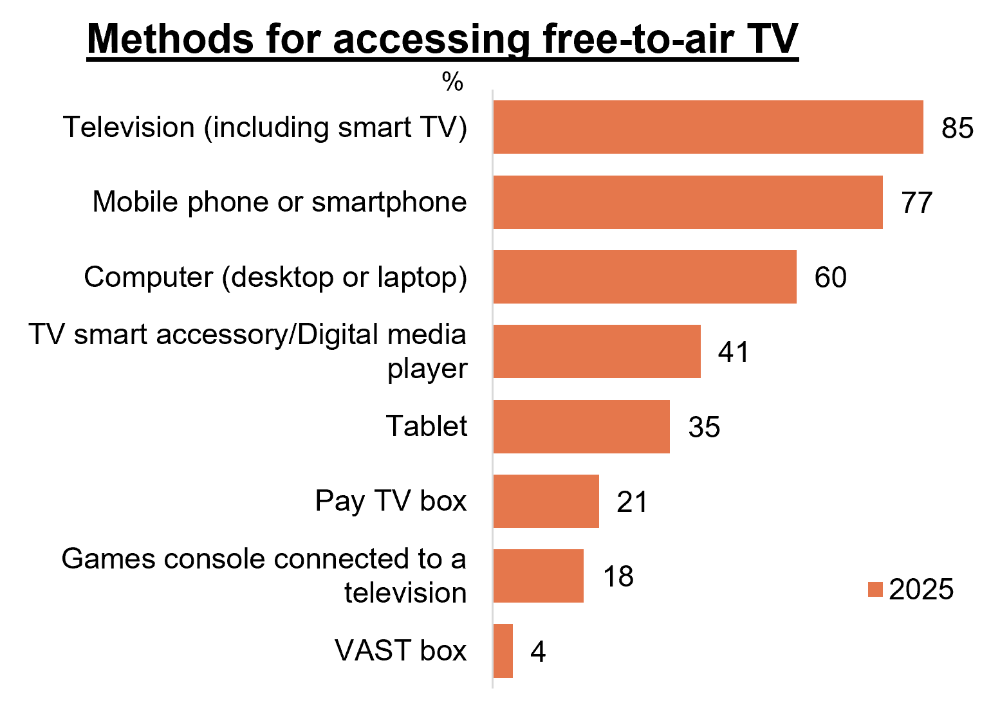 Methods for accessing free-to-air TV
%
Television (including smart TV) 85
Mobile phone or smartphone 77
Computer (desktop or laptop) 60
TV smart accessory/Digital media
player 41
Tablet 35
Pay TV box 21
Games console connected to a
television 18
VAST box 4
2025